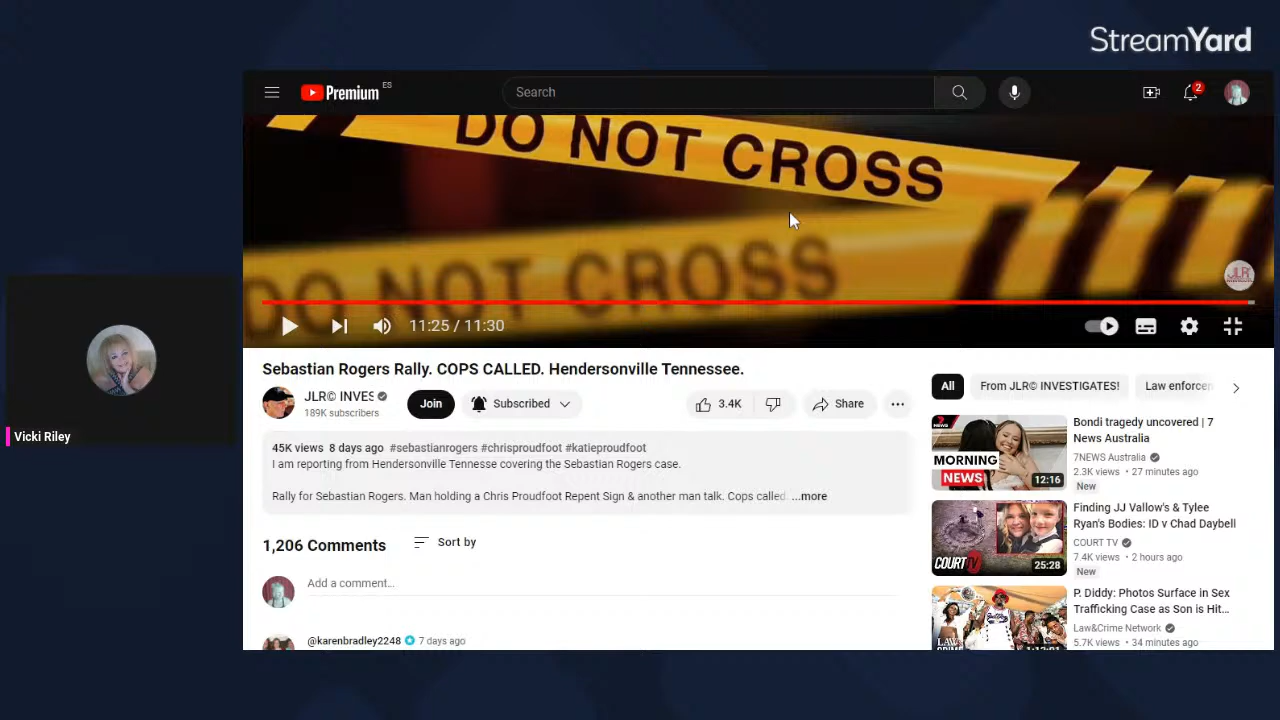 StreamYard
Premium ES
Search
2
DO NOT CROSS
DO NOT CROSS
JLR
11:25 / 11:30
Sebastian Rogers Rally. COPS CALLED. Hendersonville Tennessee.
JLR© INVES
189K subscribers
Join
Subscribed
3.4K
Share
45K views 8 days ago #sebastianrogers #chrisproudfoot #katieproudfoot
I am reporting from Hendersonville Tennesse covering the Sebastian Rogers case.
Rally for Sebastian Rogers. Man holding a Chris Proudfoot Repent Sign & another man talk. Cops called. ...more
1,206 Comments
Sort by
Add a comment...
@karenbradley2248 7 days ago
All
From JLR© INVESTIGATES!
Law enforcen
MORNING
NEWS
12:16
Bondi tragedy uncovered | 7
News Australia
7NEWS Australia
2.3K views • 27 minutes ago
New
COURT TV
25:28
Finding JJ Vallow's & Tylee
Ryan's Bodies: ID v Chad Daybell
COURT TV
7.4K views • 2 hours ago
New
P. Diddy: Photos Surface in Sex
Trafficking Case as Son is Hit...
Law&Crime Network
5.7K views • 34 minutes ago
Vicki Riley